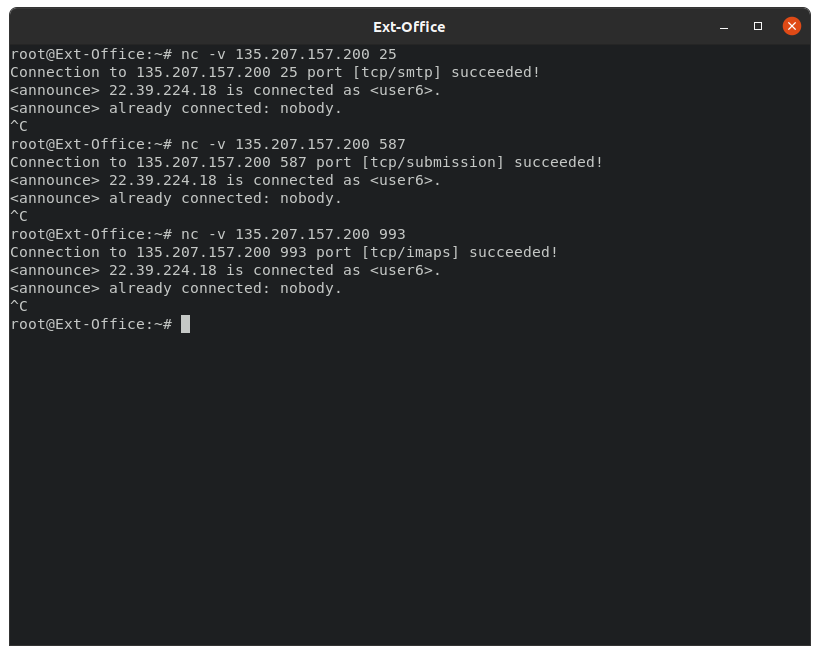 Ext-Office
root@Ext-Office:~# nc -v 135.207.157.200 25
Connection to 135.207.157.200 25 port [tcp/smtp] succeeded!
<announce> 22.39.224.18 is connected as <user6>.
<announce> already connected: nobody.
^C
root@Ext-Office:~# nc -v 135.207.157.200 587
Connection to 135.207.157.200 587 port [tcp/submission] succeeded!
<announce> 22.39.224.18 is connected as <user6>.
<announce> already connected: nobody.
^C
root@Ext-Office:~# nc -v 135.207.157.200 993
Connection to 135.207.157.200 993 port [tcp/imaps] succeeded!
<announce> 22.39.224.18 is connected as <user6>.
<announce> already connected: nobody.
^C
root@Ext-Office:~#